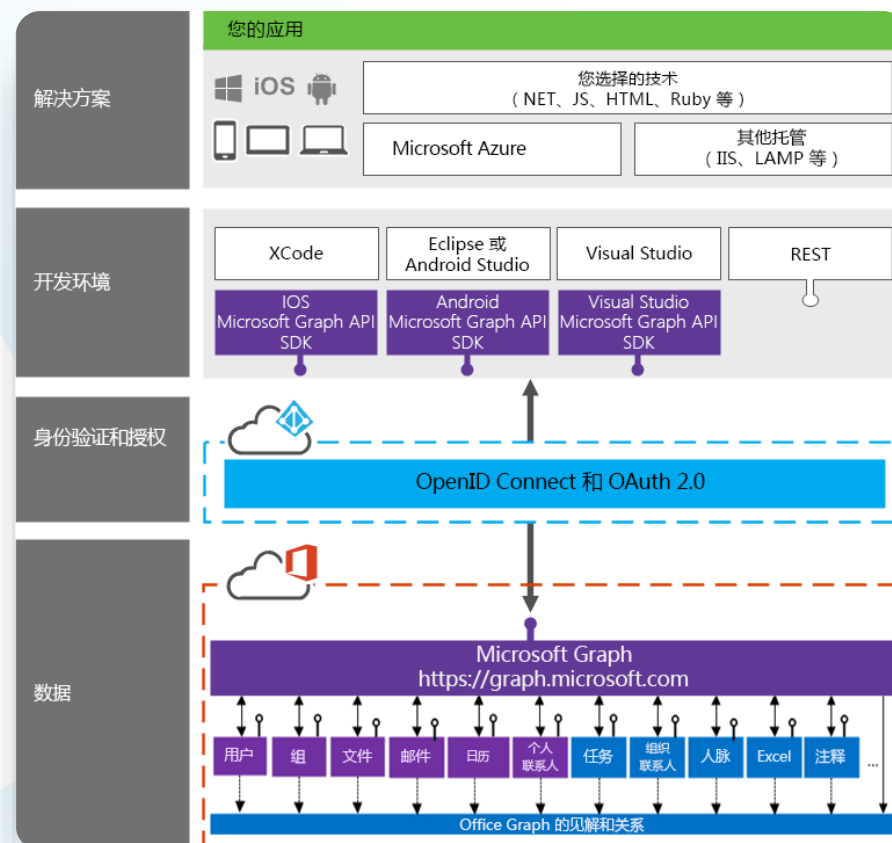 您的应用
解决方案
iOS
您选择的技术
（ NET、JS、HTML、Ruby 等 ）
Microsoft Azure
其他托管
（ IIS、LAMP 等 ）
开发环境
XCode
Eclipse 或
Android Studio
Visual Studio
REST
IOS
Microsoft Graph API
SDK
Android
Microsoft Graph API
SDK
Visual Studio
Microsoft Graph API
SDK
身份验证和授权
OpenID Connect 和 OAuth 2.0
数据
Microsoft Graph
https://graph.microsoft.com
用户
组
文件
邮件
日历
个人
联系人
任务
组织
联系人
人脉
Excel
注释
...
Office Graph 的见解和关系